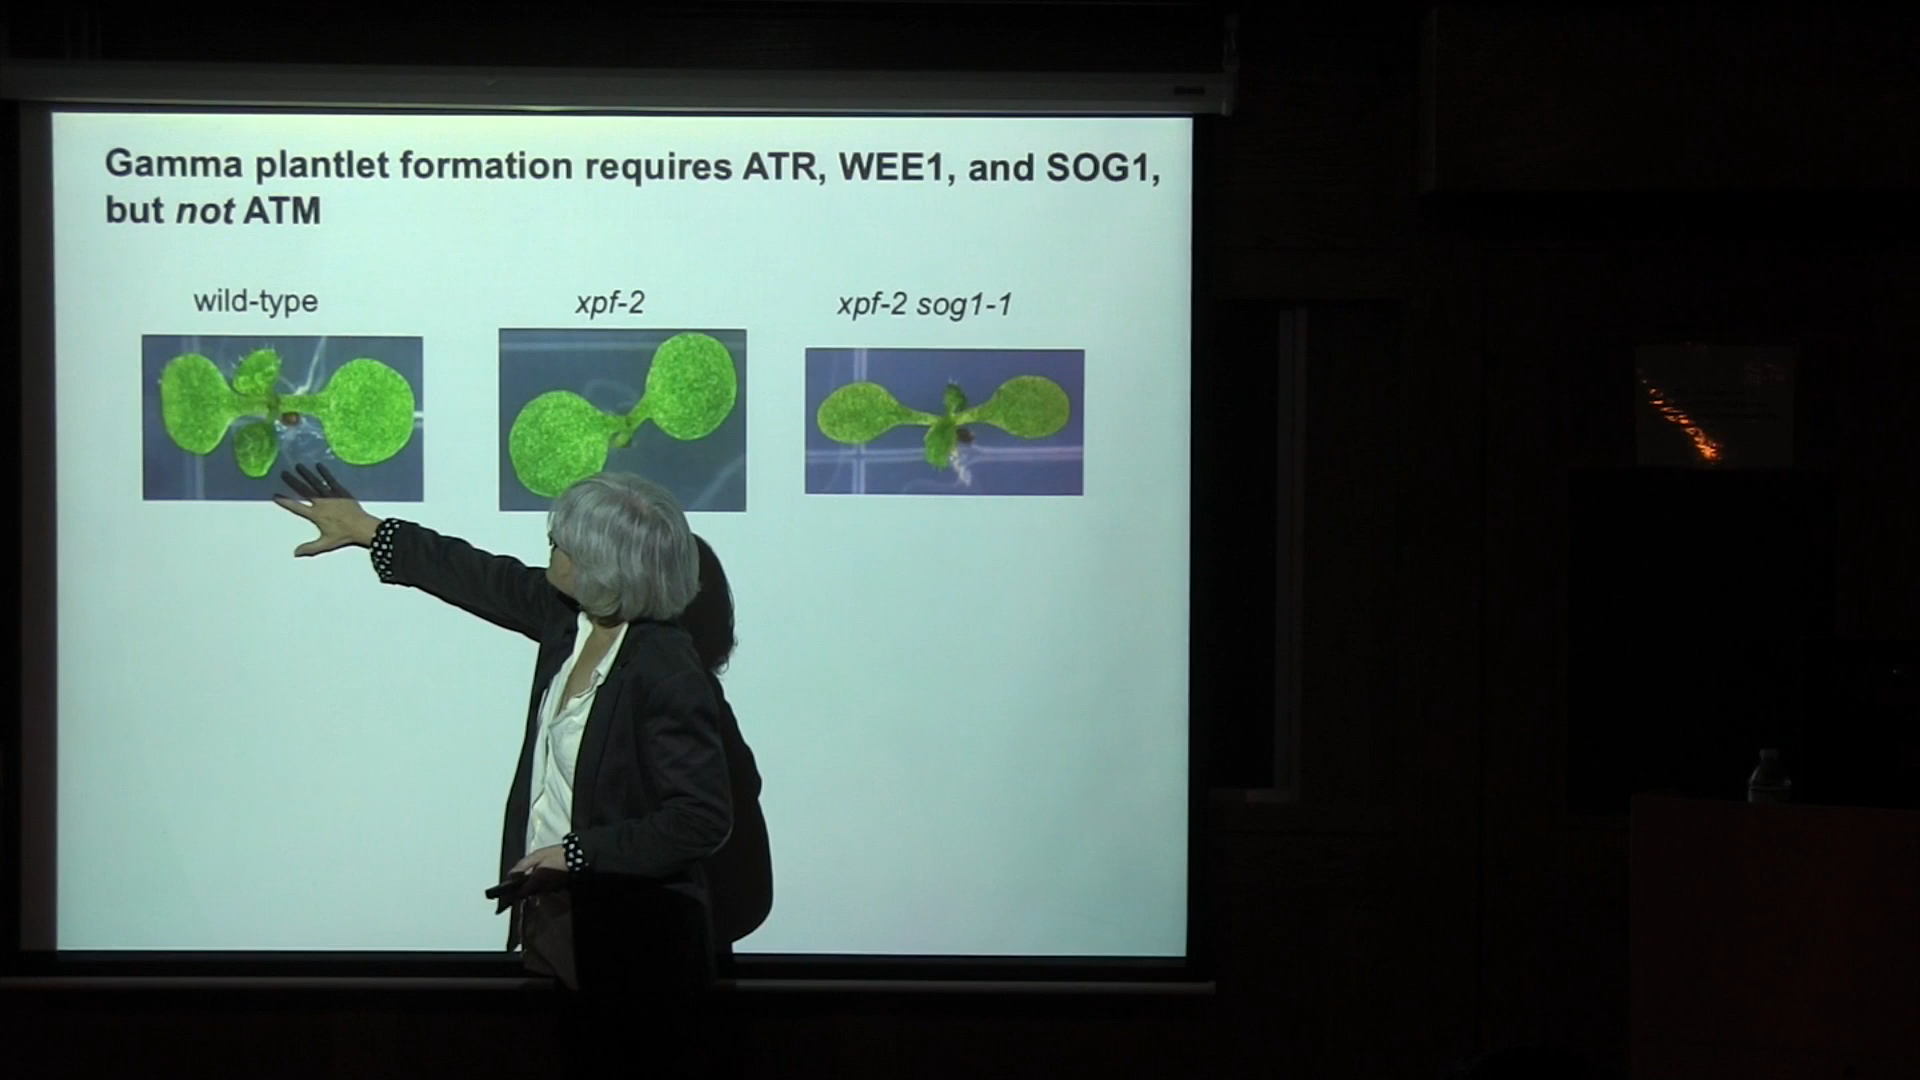 Gamma plantlet formation requires ATR, WEE1, and SOG1,
but not ATM
wild-type
xpf-2
xpf-2 sog1-1